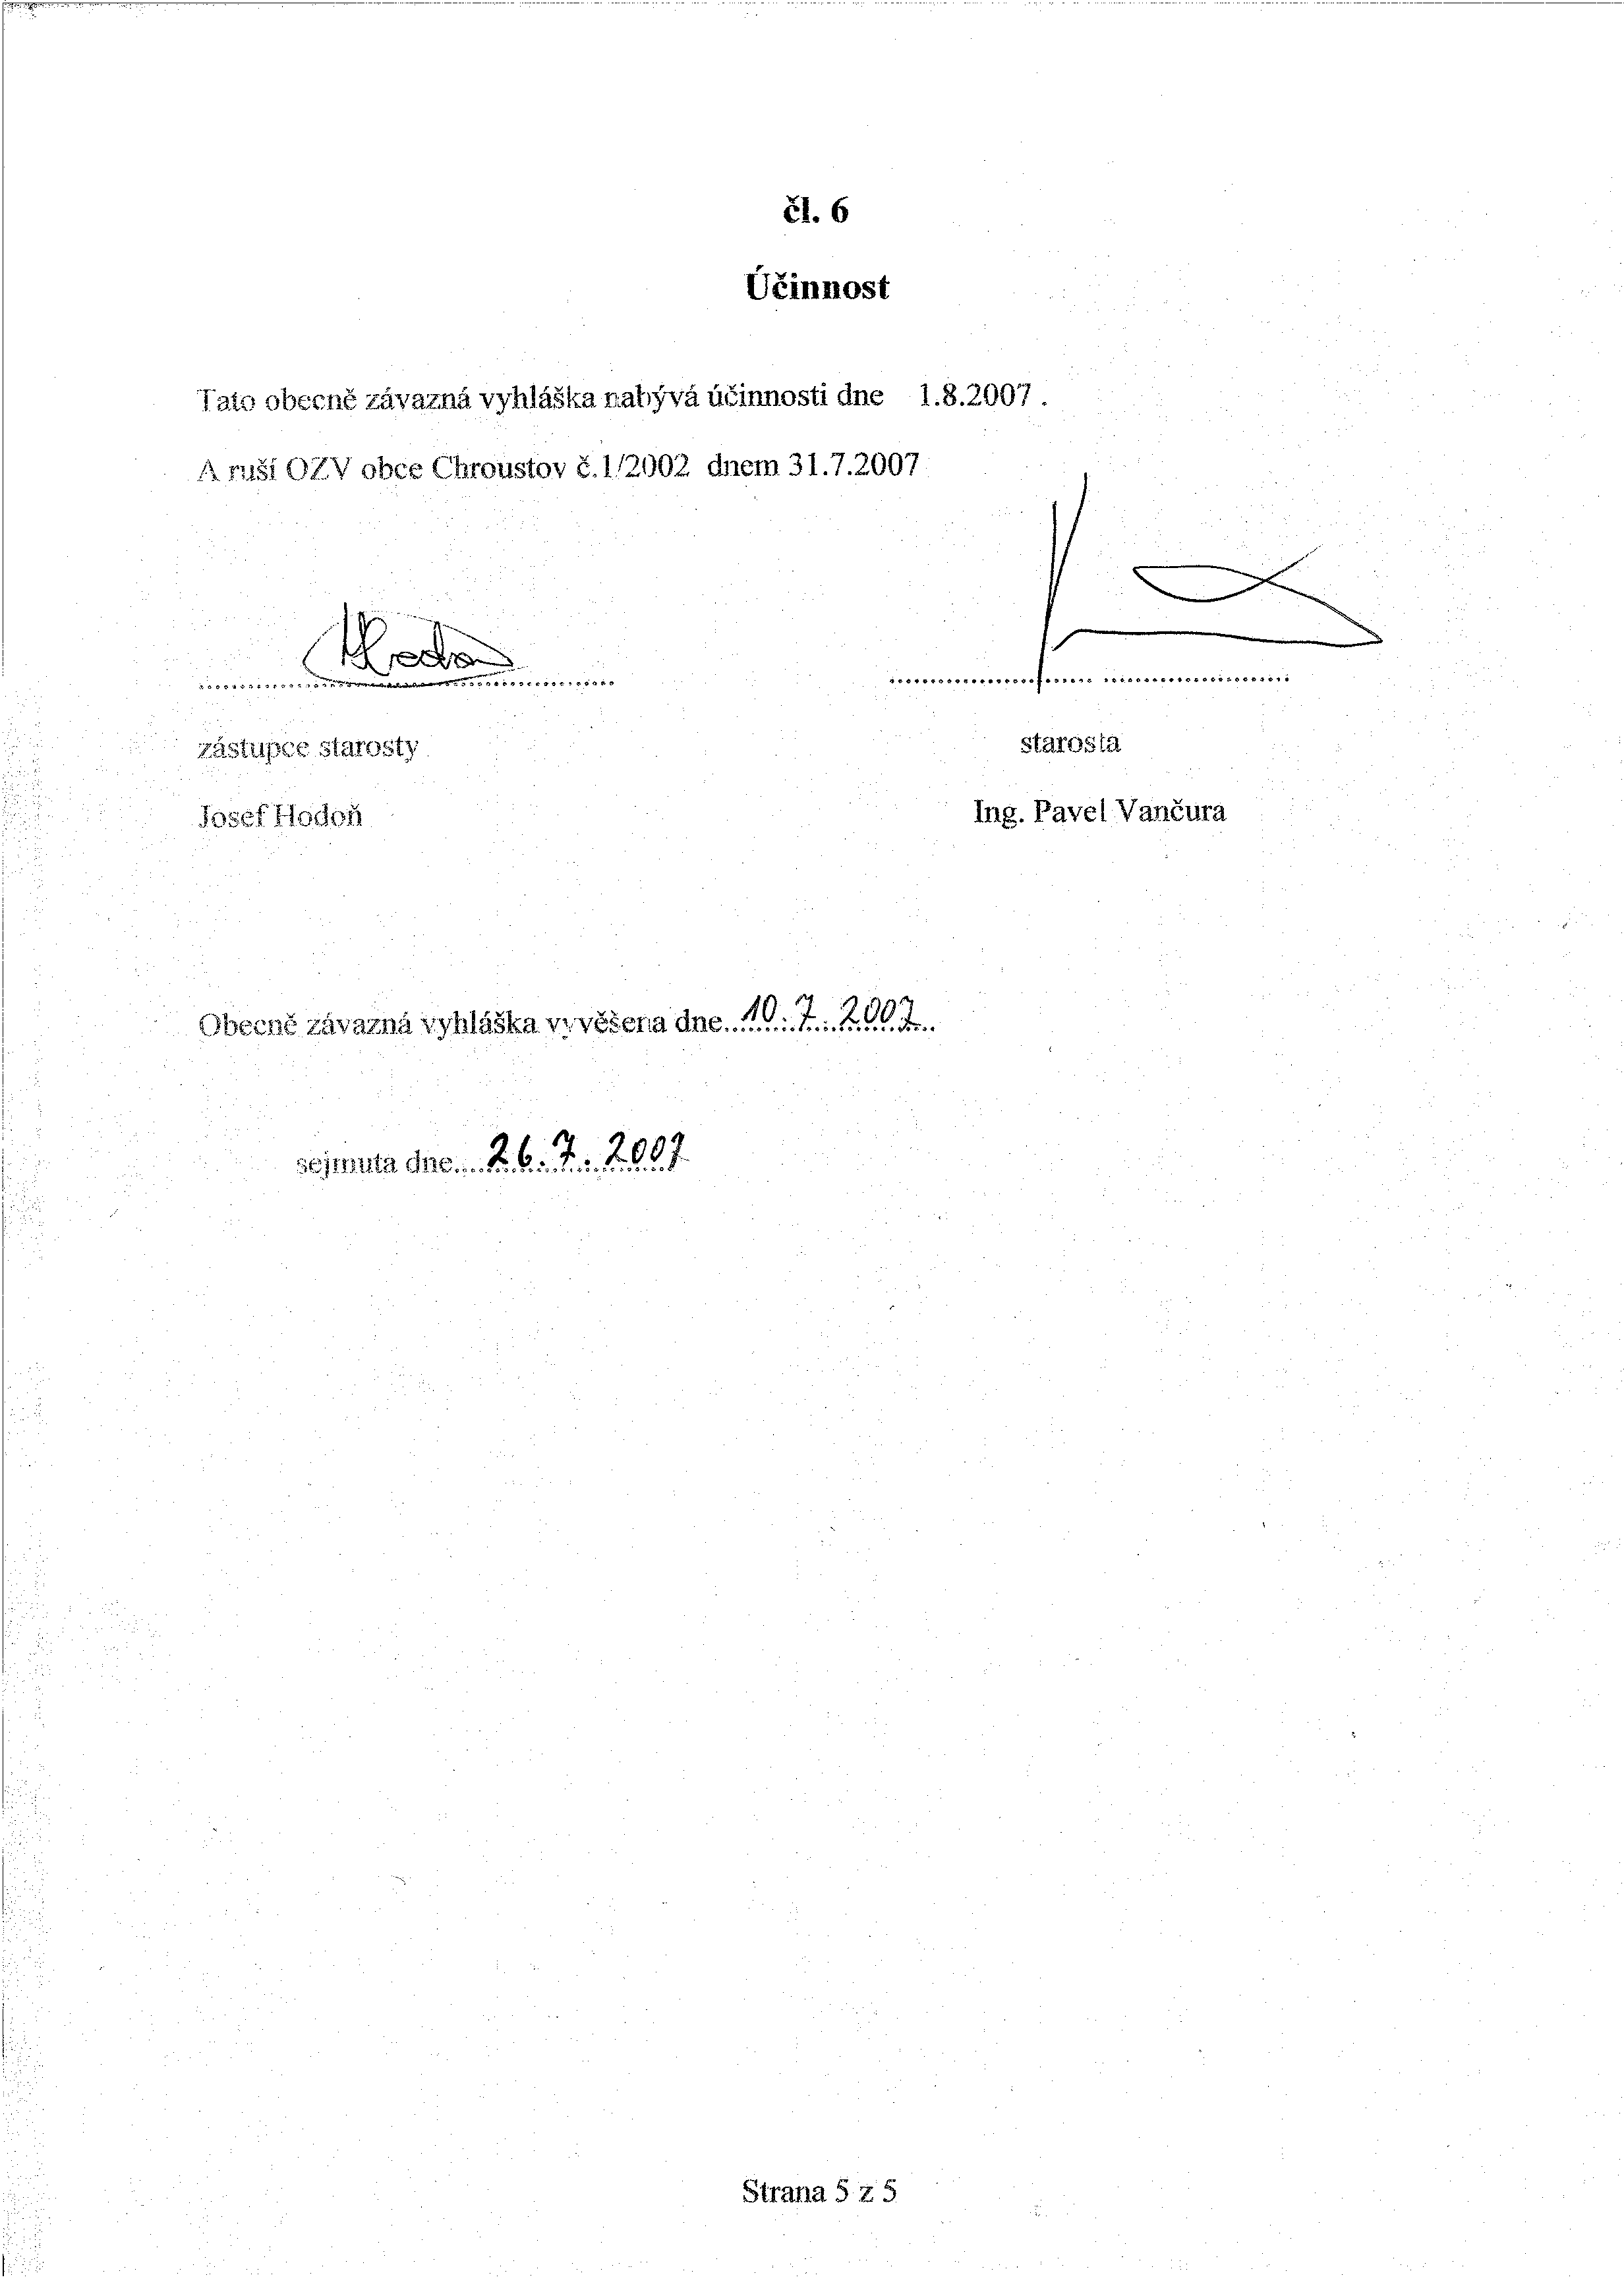 čl. 6
Účinnost
Tato obecně závazná vyhláška nabývá účinnosti dne 1.8.2007 .
A ruší OZV obce Chroustov č.1/2002 dnem 31.7.2007
zástupce starosty
starosta
Josef Hodoň
Ing. Pavel Vančura
Obecně závazná vyhláška vyvěšena dne 10. 7. 2007
sejmuta dne 26. 7. 2007
Strana 5 z 5